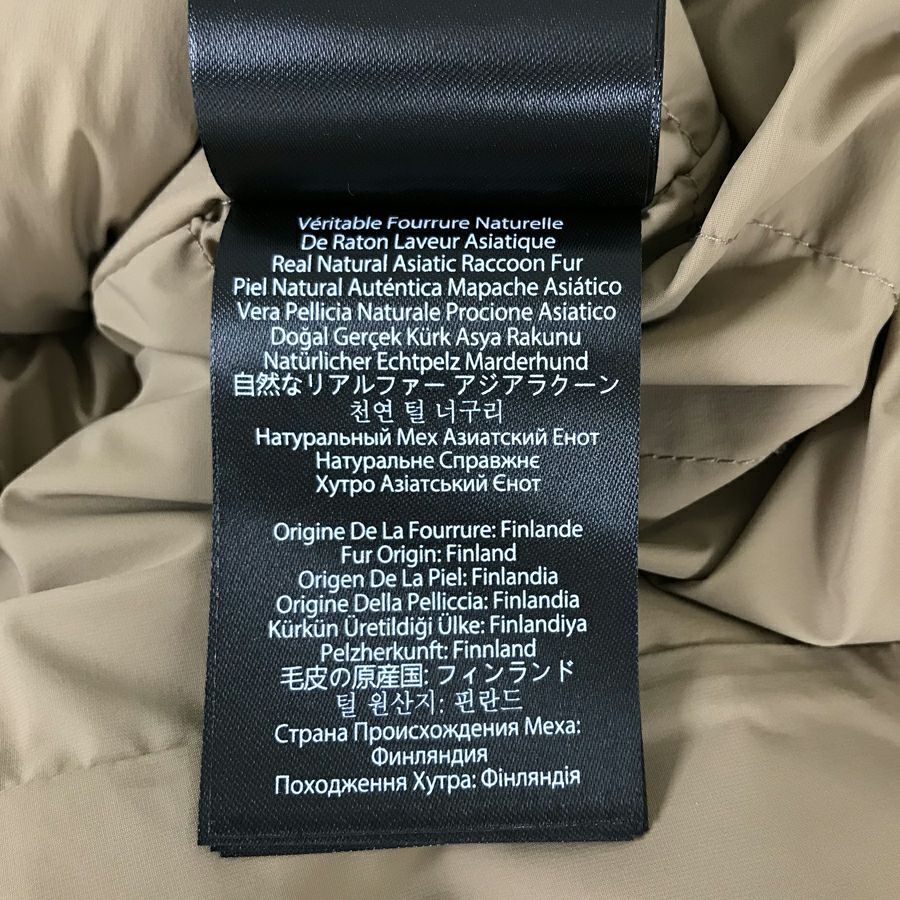 Véritable Fourrure Naturelle
De Raton Laveur Asiatique
Real Natural Asiatic Raccoon Fur
Piel Natural Auténtica Mapache Asiático
Vera Pellicia Naturale Procione Asiatico
Doğal Gerçek Kürk Asya Rakunu
Natürlicher Echtpelz Marderhund
自然なリアルファー アジアラクーン
천연 털 너구리
Натуральный Мех Азиатский Енот
Натуральне Справжнє
Хутро Азіатський Єнот
Origine De La Fourrure: Finlande
Fur Origin: Finland
Origen De La Piel: Finlandia
Origine Della Pelliccia: Finlandia
Kürkün Üretildiği Ülke: Finlandiya
Pelzherkunft: Finnland
毛皮の原産国: フィンランド
털 원산지: 핀란드
Страна Происхождения Меха:
Финляндия
Походження Хутра: Фінляндія